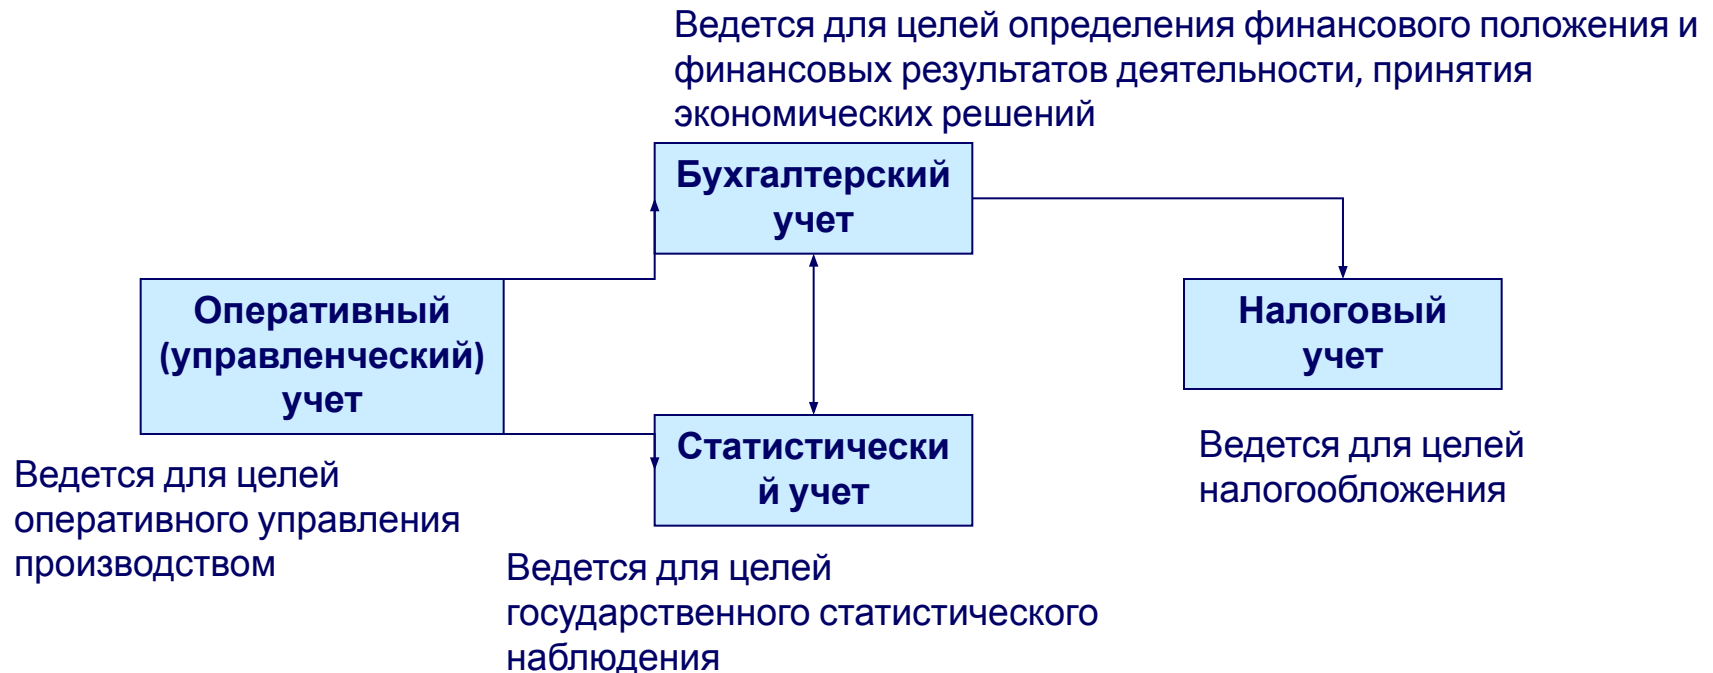 Ведется для целей определения финансового положения и
финансовых результатов деятельности, принятия
экономических решений
Бухгалтерский
учет
Оперативный
(управленческий)
учет
Налоговый
учет
Статистически
й учет
Ведется для целей
оперативного управления
производством
Ведется для целей
налогообложения
Ведется для целей
государственного статистического
наблюдения